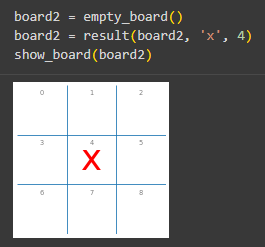 board2 = empty_board()
board2 = result(board2, 'x', 4)
show_board(board2)
0 1 2
3 4 5
X
6 7 8